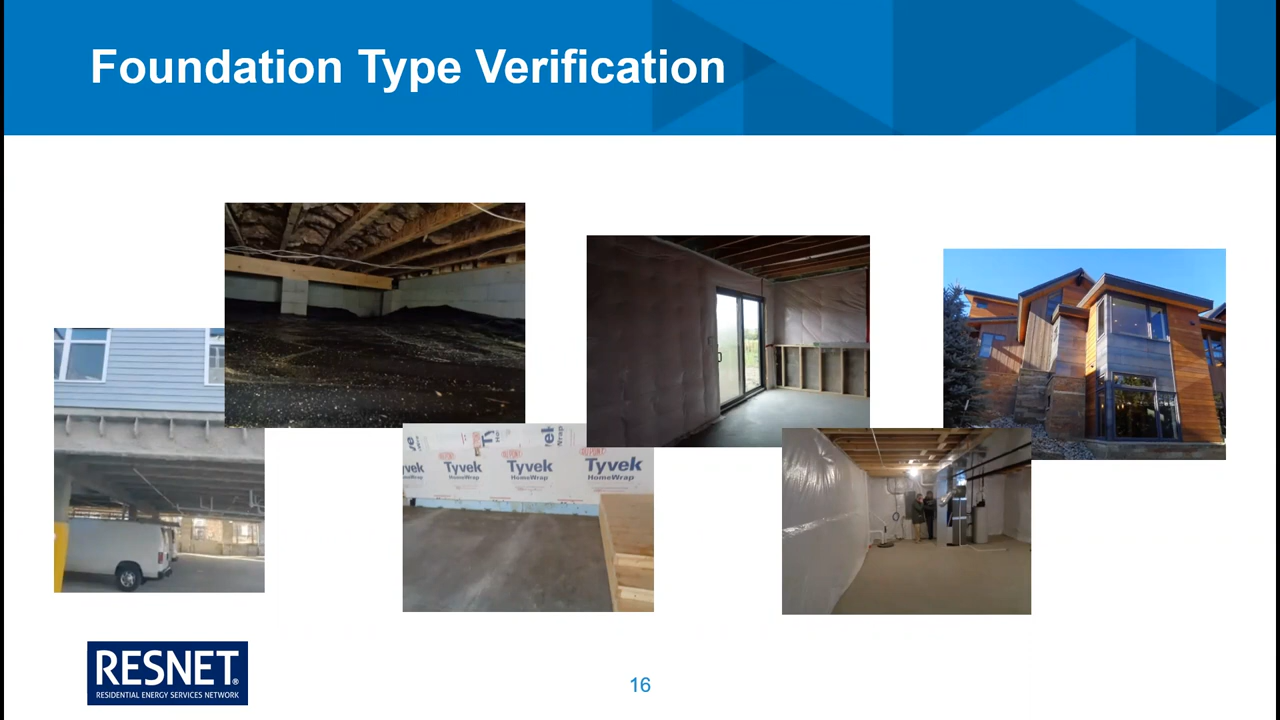 Foundation Type Verification
Tyvek Tyvek Tyvek
HomeWrap HomeWrap HomeWrap
RESNET®
RESIDENTIAL ENERGY SERVICES NETWORK
16